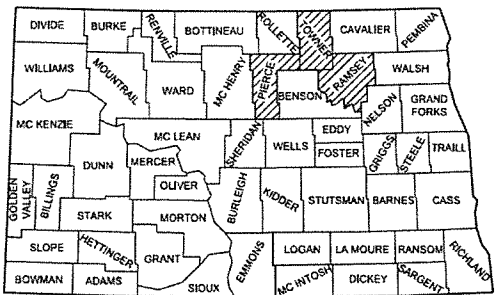 DIVIDE BURKE RENVILLE BOTTINEAU ROLLETTE TOWNER CAVALIER PEMBINA
WILLIAMS MOUNTRAIL WARD MC HENRY PIERCE BENSON RAMSEY WALSH
MC KENZIE MC LEAN SHERIDAN WELLS EDDY NELSON GRAND FORKS
DUNN MERCER FOSTER GRIGGS STEELE TRAILL
GOLDEN VALLEY BILLINGS OLIVER BURLEIGH KIDDER STUTSMAN BARNES CASS
STARK MORTON
SLOPE HETTINGER GRANT EMMONS LOGAN LA MOURE RANSOM RICHLAND
BOWMAN ADAMS SIOUX MC INTOSH DICKEY SARGENT